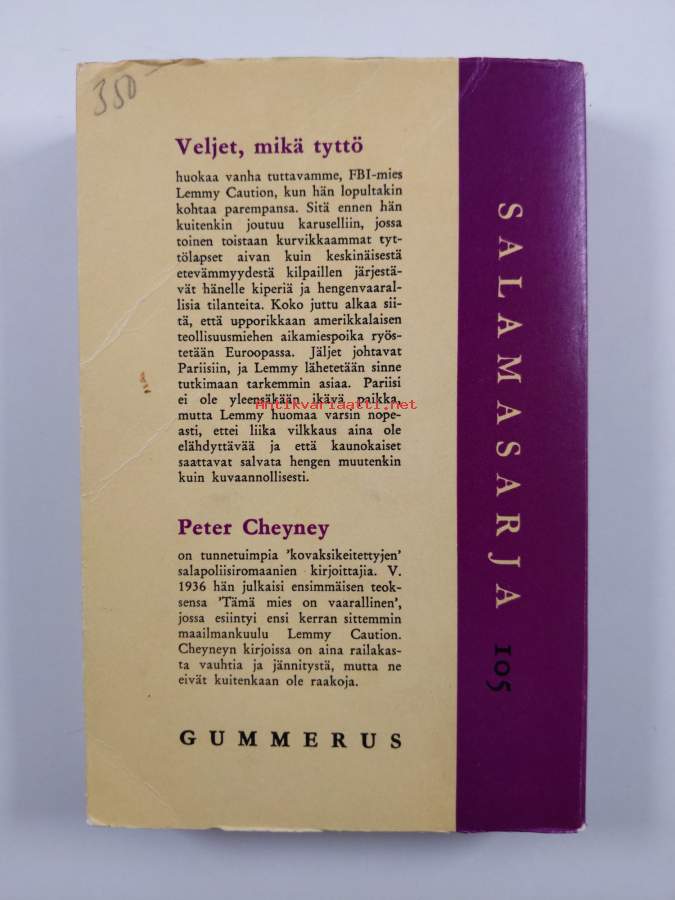 350
Veljet, mikä tyttö
huokaa vanha tuttavamme, FBI-mies
Lemmy Caution, kun hän lopultakin
kohtaa parempansa. Sitä ennen hän
kuitenkin joutuu karuselliin, jossa
toinen toistaan kurvikkaammat tyt-
tölapset aivan kuin keskinäisestä
etevämmyydestä kilpaillen järjestä-
vät hänelle kiperiä ja hengenvaaral-
lisia tilanteita. Koko juttu alkaa sii-
tä, että upporikkaan amerikkalaisen
teollisuusmiehen aikamiespoika ryös-
tetään Euroopassa. Jäljet johtavat
Pariisiin, ja Lemmy lähetetään sinne
tutkimaan tarkemmin asiaa. Pariisi
ei ole yleensäkään ikävä paikka,
Antikvariaatti.net
mutta Lemmy huomaa varsin nope-
asti, ettei liika vilkkaus aina ole
elähdyttävää ja että kaunokaiset
saattavat salvata hengen muutenkin
kuin kuvaannollisesti.
Peter Cheyney
on tunnetuimpia 'kovaksikeitettyjen'
salapoliisiromaanien kirjoittajia. V.
1936 hän julkaisi ensimmäisen teok-
sensa 'Tämä mies on vaarallinen',
jossa esiintyi ensi kerran sittemmin
maailmankuulu Lemmy Caution.
Cheyneyn kirjoissa on aina railakas-
ta vauhtia ja jännitystä, mutta ne
eivät kuitenkaan ole raakoja.
GUMMERUS
SALAMASARJA 105